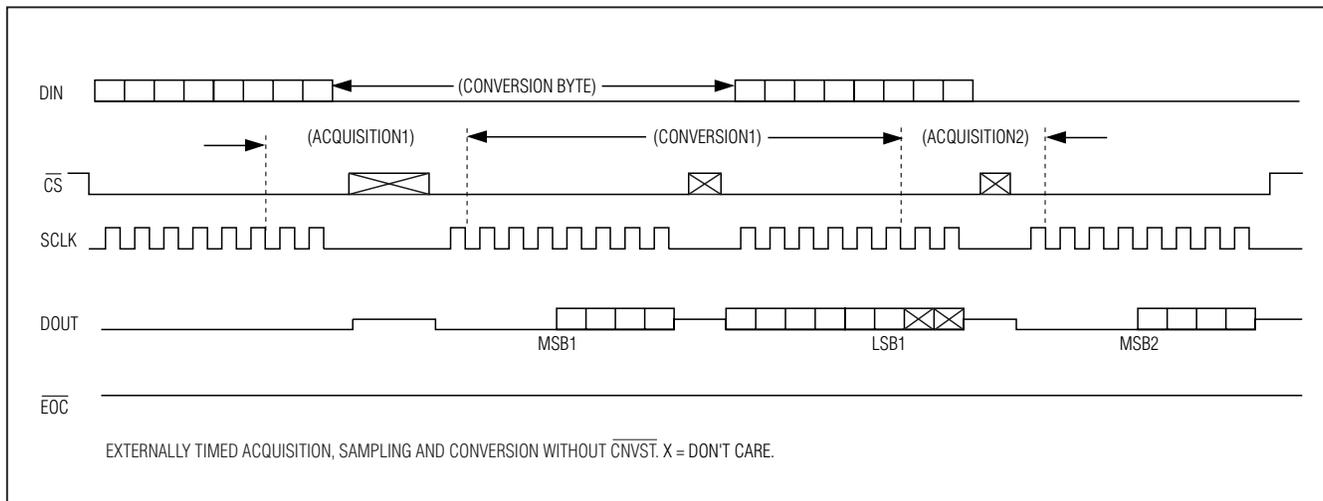 DIN
(CONVERSION BYTE)
(ACQUISITION1)
(CONVERSION1)
(ACQUISITION2)
CS
SCLK
DOUT
MSB1
LSB1
MSB2
EOC
EXTERNALLY TIMED ACQUISITION, SAMPLING AND CONVERSION WITHOUT CNVST. X = DON'T CARE.